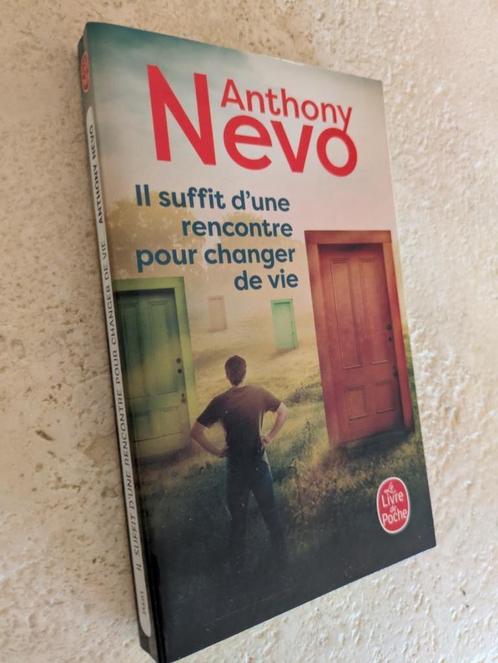 Anthony
Nevo
Il suffit d'une
rencontre
pour changer
de vie
Le
Livre
de
Poche
IL SUFFIT D'UNE RENCONTRE POUR CHANGER DE VIE ANTHONY NEVO